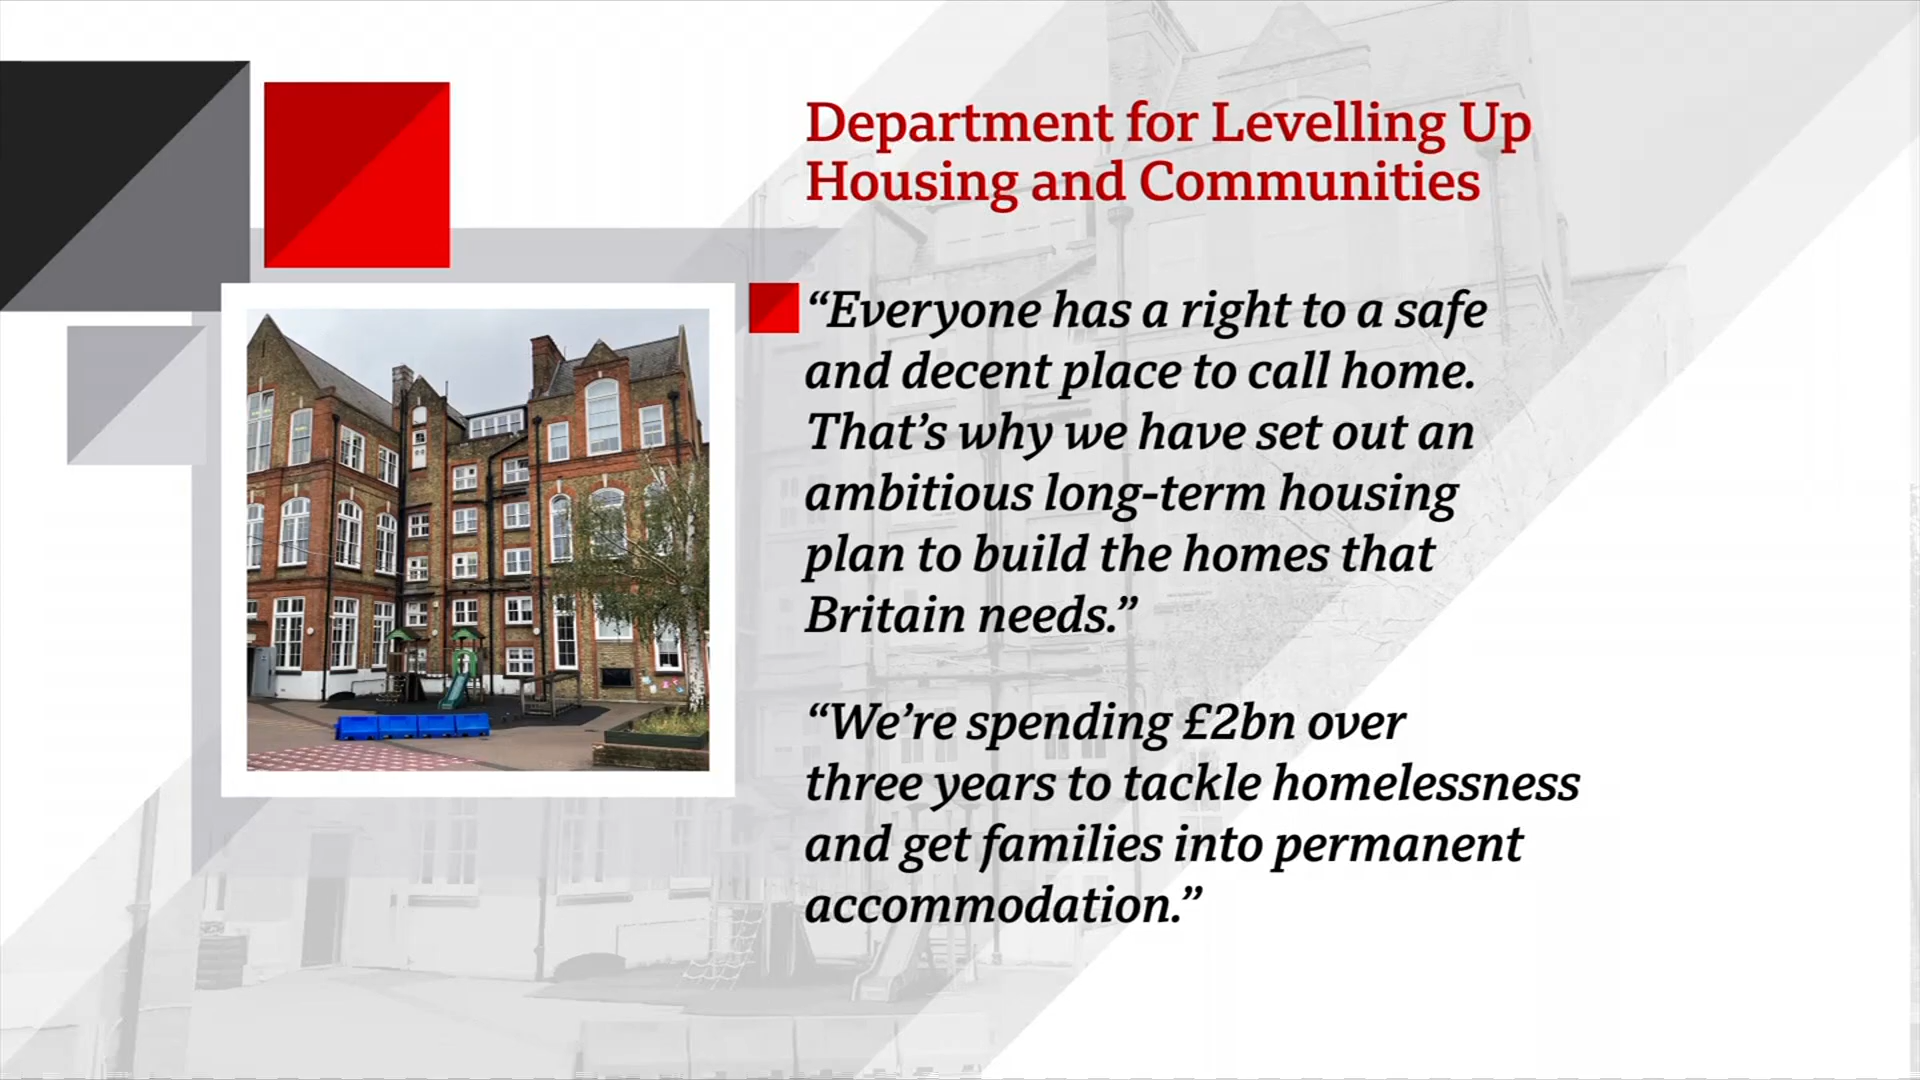 Department for Levelling Up
Housing and Communities
“Everyone has a right to a safe
and decent place to call home.
That’s why we have set out an
ambitious long-term housing
plan to build the homes that
Britain needs.”
“We’re spending £2bn over
three years to tackle homelessness
and get families into permanent
accommodation.”